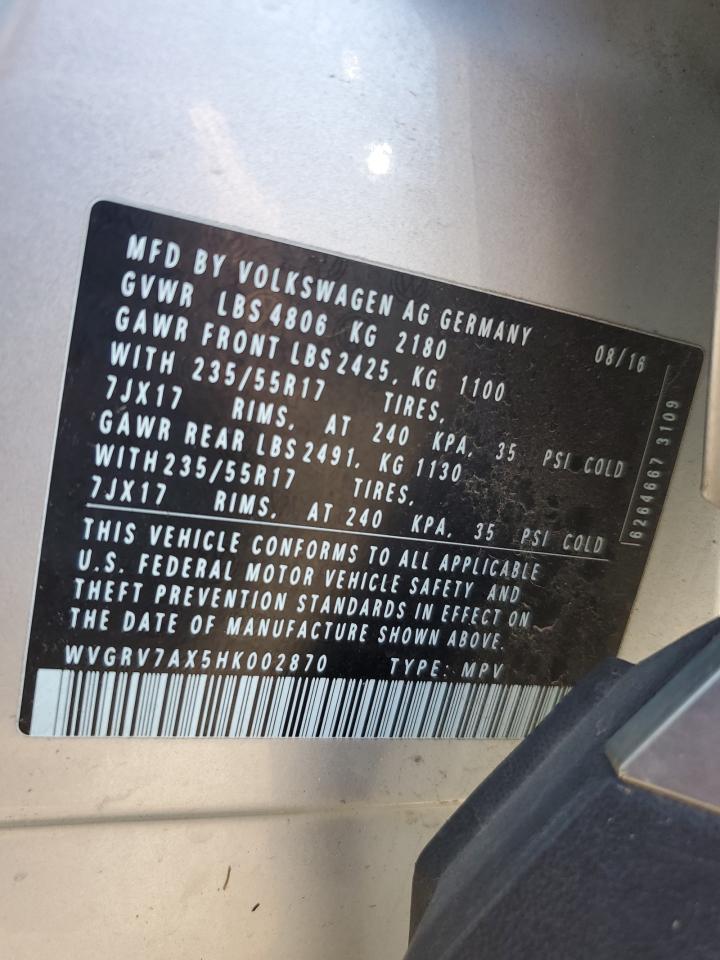 MFD BY VOLKSWAGEN AG GERMANY 08/16
GVWR LBS 4806 KG 2180
GAWR FRONT LBS 2425, KG 1100
WITH 235/55R17 TIRES,
7JX17 RIMS, AT 240 KPA, 35 PSI COLD
GAWR REAR LBS 2491, KG 1130
WITH 235/55R17 TIRES,
7JX17 RIMS, AT 240 KPA, 35 PSI COLD
6264667 3109
THIS VEHICLE CONFORMS TO ALL APPLICABLE
U.S. FEDERAL MOTOR VEHICLE SAFETY AND
THEFT PREVENTION STANDARDS IN EFFECT ON
THE DATE OF MANUFACTURE SHOWN ABOVE.
WVGRV7AX5HK002870 TYPE: MPV